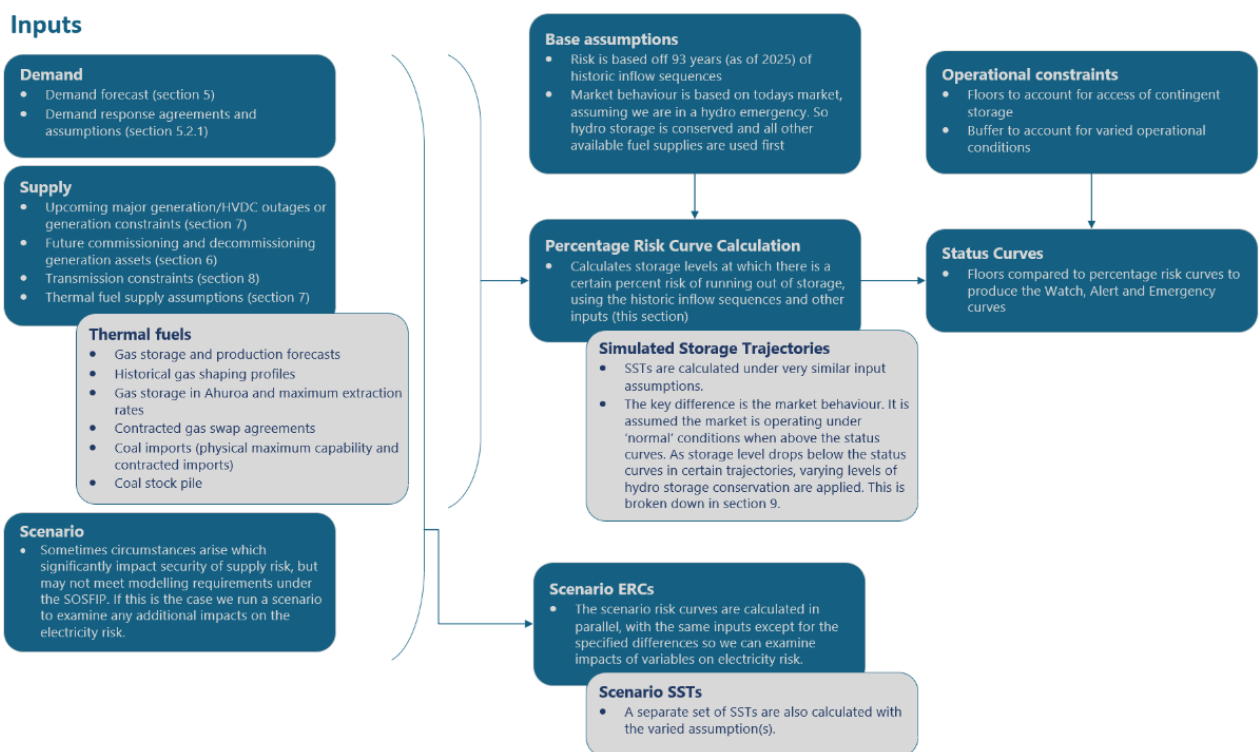 Inputs
Demand
• Demand forecast (section 5)
• Demand response agreements and
assumptions (section 5.2.1)
Supply
• Upcoming major generation/HVDC outages or
generation constraints (section 7)
• Future commissioning and decommissioning
generation assets (section 6)
• Transmission constraints (section 8)
• Thermal fuel supply assumptions (section 7)
Thermal fuels
• Gas storage and production forecasts
• Historical gas shaping profiles
• Gas storage in Ahuroa and maximum extraction
rates
• Contracted gas swap agreements
• Coal imports (physical maximum capability and
contracted imports)
• Coal stock pile
Scenario
• Sometimes circumstances arise which
significantly impact security of supply risk, but
may not meet modelling requirements under
the SOSFIP. If this is the case we run a scenario
to examine any additional impacts on the
electricity risk.
Base assumptions
• Risk is based off 93 years (as of 2025) of
historic inflow sequences
• Market behaviour is based on todays market,
assuming we are in a hydro emergency. So
hydro storage is conserved and all other
available fuel supplies are used first
Percentage Risk Curve Calculation
• Calculates storage levels at which there is a
certain percent risk of running out of storage,
using the historic inflow sequences and other
inputs (this section)
Simulated Storage Trajectories
• SSTs are calculated under very similar input
assumptions.
• The key difference is the market behaviour. It is
assumed the market is operating under
‘normal’ conditions when above the status
curves. As storage level drops below the status
curves in certain trajectories, varying levels of
hydro storage conservation are applied. This is
broken down in section 9.
Scenario ERCs
• The scenario risk curves are calculated in
parallel, with the same inputs except for the
specified differences so we can examine
impacts of variables on electricity risk.
Scenario SSTs
• A separate set of SSTs are also calculated with
the varied assumption(s).
Operational constraints
• Floors to account for access of contingent
storage
• Buffer to account for varied operational
conditions
Status Curves
• Floors compared to percentage risk curves to
produce the Watch, Alert and Emergency
curves